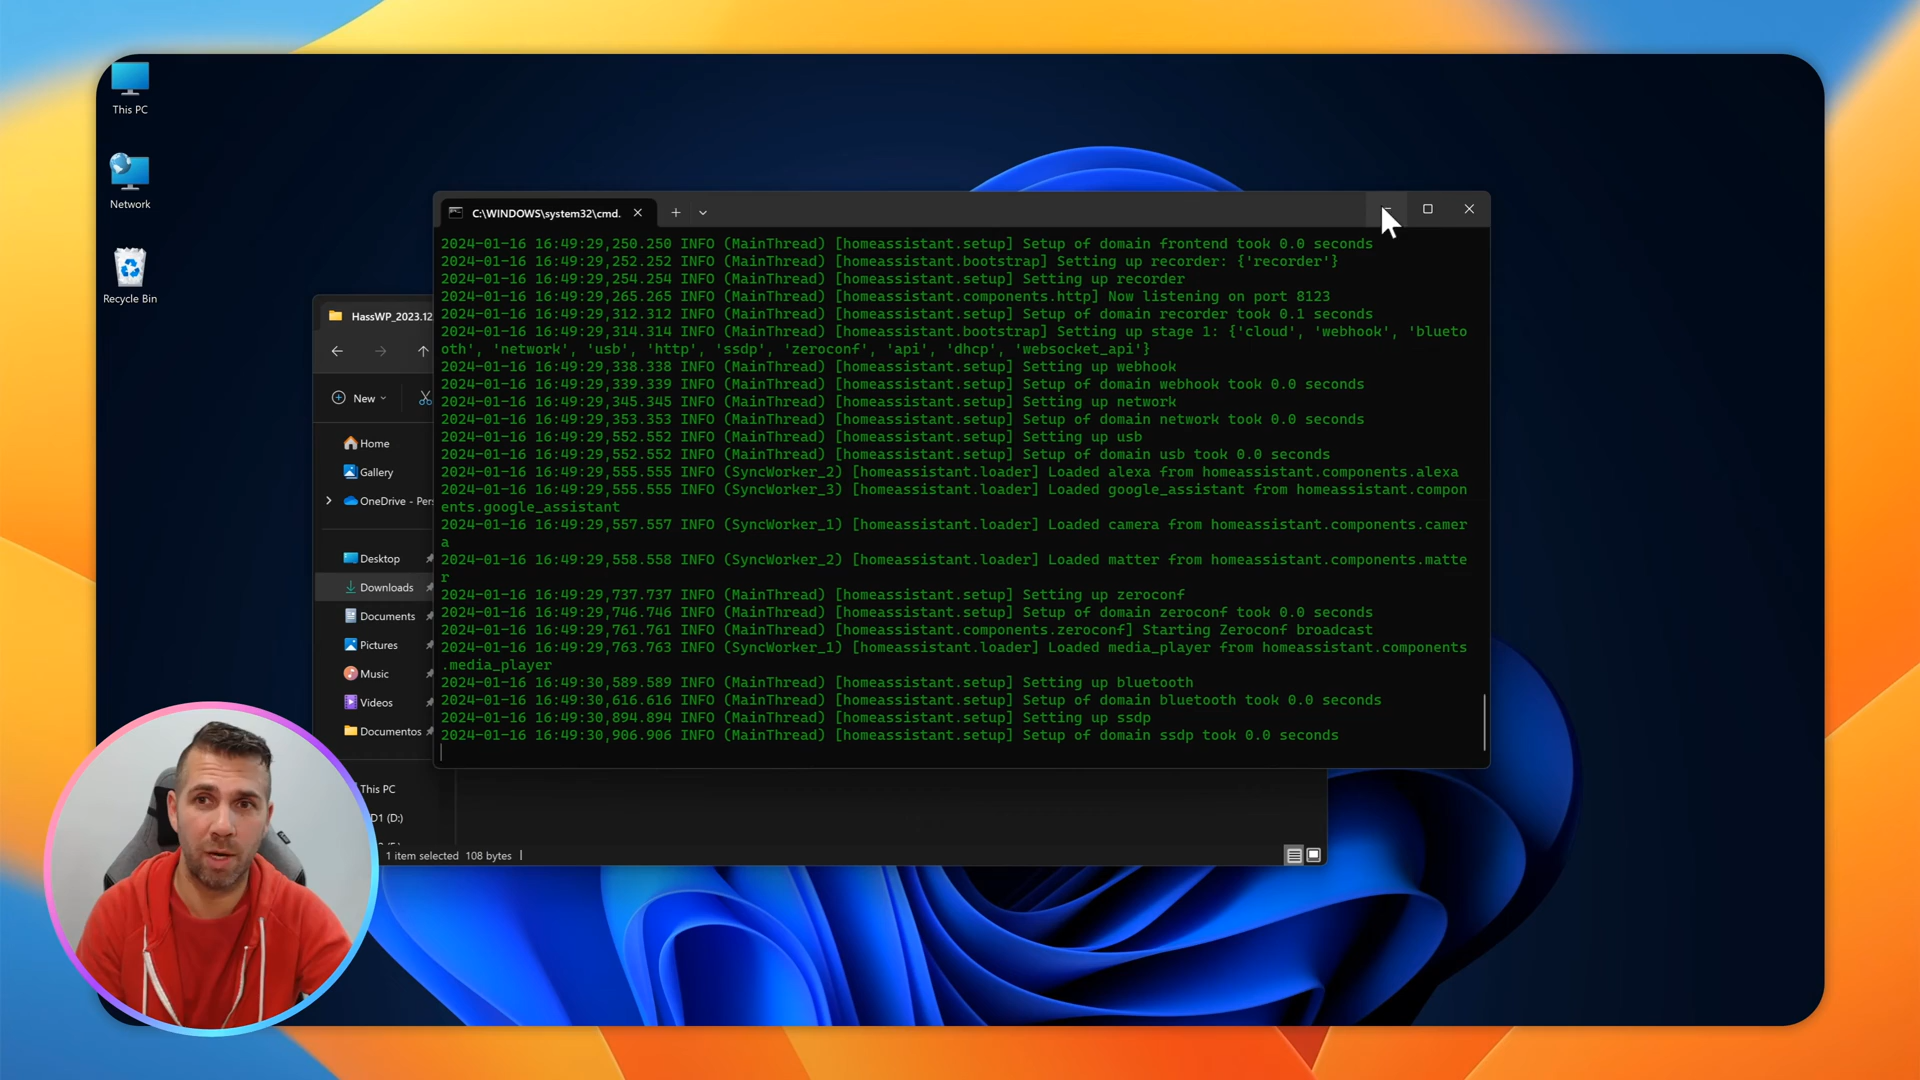 This PC
Network
Recycle Bin
HassWP_2023.12
New
Home
Gallery
OneDrive - Pers
Desktop
Downloads
Documents
Pictures
Music
Videos
Documentos
This PC
D1 (D:)
1 item selected 108 bytes
C:\WINDOWS\system32\cmd.
2024-01-16 16:49:29,250.250 INFO (MainThread) [homeassistant.setup] Setup of domain frontend took 0.0 seconds
2024-01-16 16:49:29,252.252 INFO (MainThread) [homeassistant.bootstrap] Setting up recorder: {'recorder'}
2024-01-16 16:49:29,254.254 INFO (MainThread) [homeassistant.setup] Setting up recorder
2024-01-16 16:49:29,265.265 INFO (MainThread) [homeassistant.components.http] Now listening on port 8123
2024-01-16 16:49:29,312.312 INFO (MainThread) [homeassistant.setup] Setup of domain recorder took 0.1 seconds
2024-01-16 16:49:29,314.314 INFO (MainThread) [homeassistant.bootstrap] Setting up stage 1: {'cloud', 'webhook', 'blueto
oth', 'network', 'usb', 'http', 'ssdp', 'zeroconf', 'api', 'dhcp', 'websocket_api'}
2024-01-16 16:49:29,338.338 INFO (MainThread) [homeassistant.setup] Setting up webhook
2024-01-16 16:49:29,339.339 INFO (MainThread) [homeassistant.setup] Setup of domain webhook took 0.0 seconds
2024-01-16 16:49:29,345.345 INFO (MainThread) [homeassistant.setup] Setting up network
2024-01-16 16:49:29,353.353 INFO (MainThread) [homeassistant.setup] Setup of domain network took 0.0 seconds
2024-01-16 16:49:29,552.552 INFO (MainThread) [homeassistant.setup] Setting up usb
2024-01-16 16:49:29,552.552 INFO (MainThread) [homeassistant.setup] Setup of domain usb took 0.0 seconds
2024-01-16 16:49:29,555.555 INFO (SyncWorker_2) [homeassistant.loader] Loaded alexa from homeassistant.components.alexa
2024-01-16 16:49:29,555.555 INFO (SyncWorker_3) [homeassistant.loader] Loaded google_assistant from homeassistant.compon
ents.google_assistant
2024-01-16 16:49:29,557.557 INFO (SyncWorker_1) [homeassistant.loader] Loaded camera from homeassistant.components.camer
a
2024-01-16 16:49:29,558.558 INFO (SyncWorker_2) [homeassistant.loader] Loaded matter from homeassistant.components.matte
r
2024-01-16 16:49:29,737.737 INFO (MainThread) [homeassistant.setup] Setting up zeroconf
2024-01-16 16:49:29,746.746 INFO (MainThread) [homeassistant.setup] Setup of domain zeroconf took 0.0 seconds
2024-01-16 16:49:29,761.761 INFO (MainThread) [homeassistant.components.zeroconf] Starting Zeroconf broadcast
2024-01-16 16:49:29,763.763 INFO (SyncWorker_1) [homeassistant.loader] Loaded media_player from homeassistant.components
.media_player
2024-01-16 16:49:30,589.589 INFO (MainThread) [homeassistant.setup] Setting up bluetooth
2024-01-16 16:49:30,616.616 INFO (MainThread) [homeassistant.setup] Setup of domain bluetooth took 0.0 seconds
2024-01-16 16:49:30,894.894 INFO (MainThread) [homeassistant.setup] Setting up ssdp
2024-01-16 16:49:30,906.906 INFO (MainThread) [homeassistant.setup] Setup of domain ssdp took 0.0 seconds